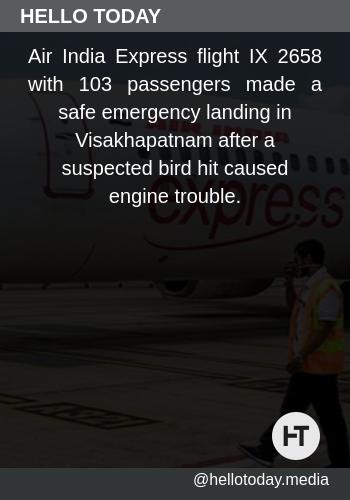 HELLO TODAY
Air India Express flight IX 2658
with 103 passengers made a
safe emergency landing in
Visakhapatnam after a
suspected bird hit caused
engine trouble.
express
HT
@hellotoday.media